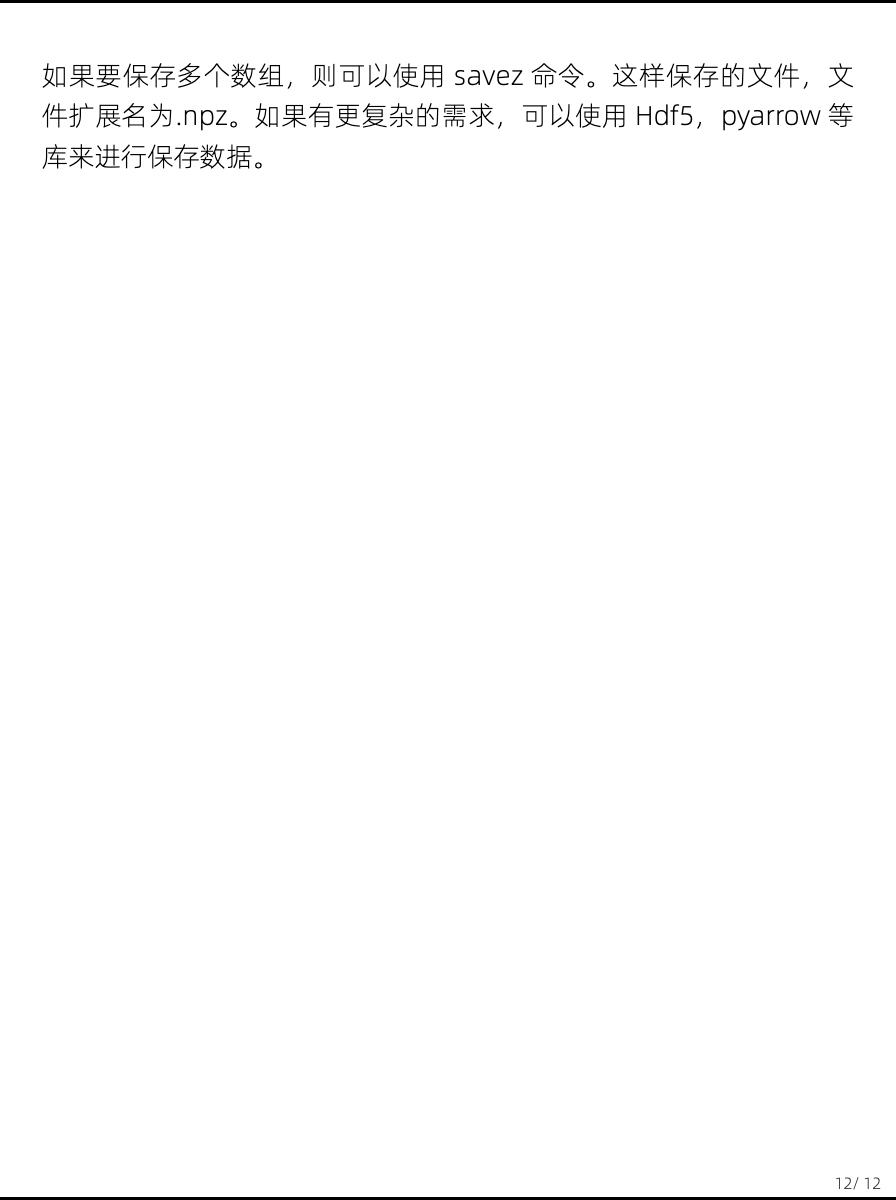 如果要保存多个数组，则可以使用 savez 命令。这样保存的文件，文
件扩展名为.npz。如果有更复杂的需求，可以使用 Hdf5，pyarrow 等
库来进行保存数据。
12/ 12